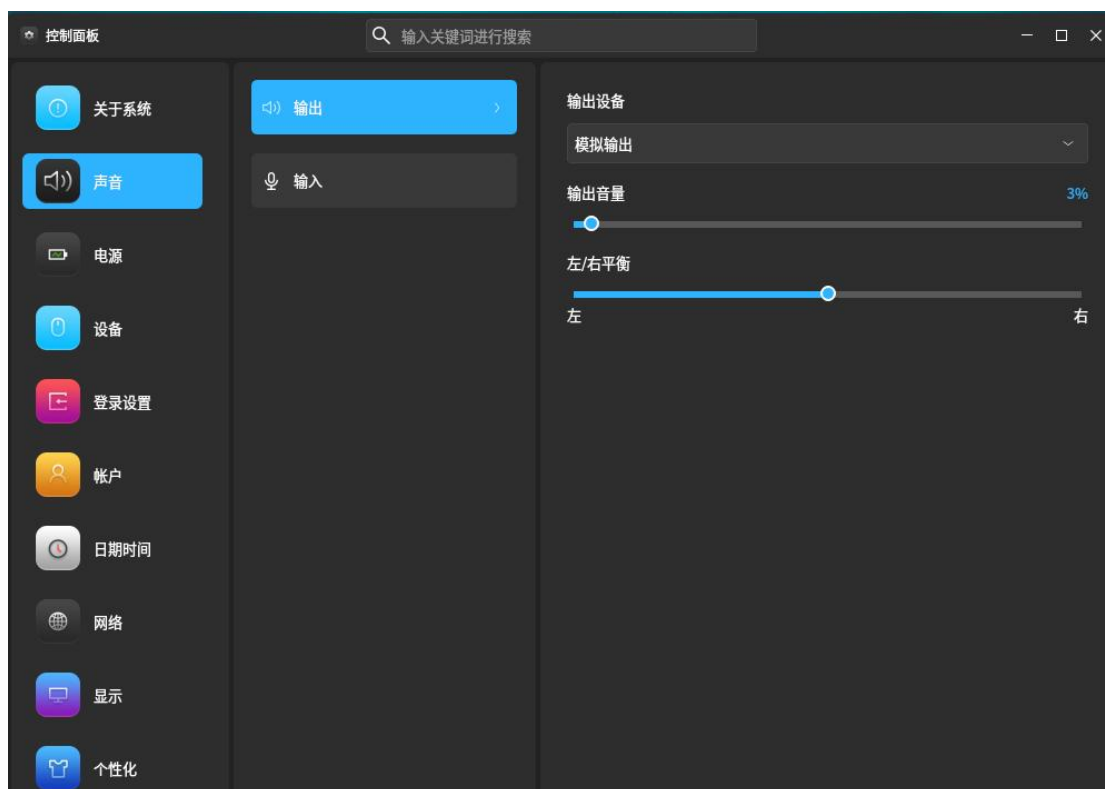 控制面板
输入关键词进行搜索
关于系统
声音
电源
设备
登录设置
帐户
日期时间
网络
显示
个性化
输出
输入
输出设备
模拟输出
输出音量 3%
左/右平衡
左 右